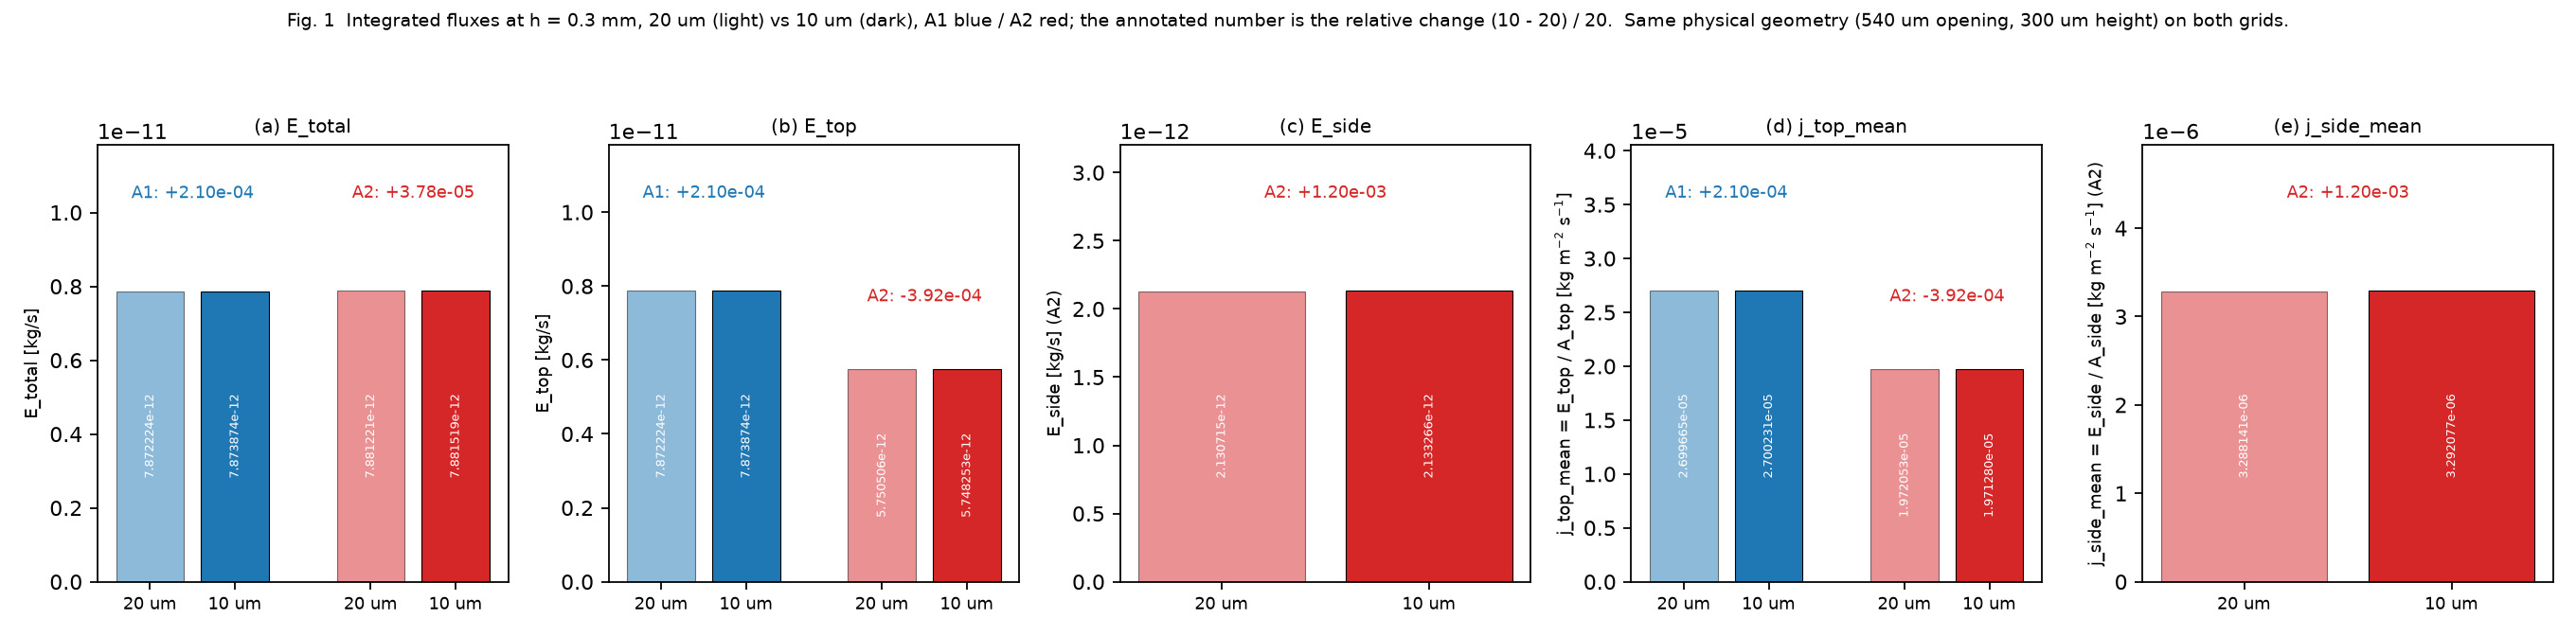 Fig. 1  Integrated fluxes at h = 0.3 mm, 20 um (light) vs 10 um (dark), A1 blue / A2 red; the annotated number is the relative change (10 - 20) / 20.  Same physical geometry (540 um opening, 300 um height) on both grids.
(a) E_total
1e−11
E_total [kg/s]
1.0
0.8
0.6
0.4
0.2
0.0
A1: +2.10e-04
A2: +3.78e-05
7.872224e-12
7.873874e-12
7.881221e-12
7.881519e-12
20 um
10 um
20 um
10 um
(b) E_top
1e−11
E_top [kg/s]
1.0
0.8
0.6
0.4
0.2
0.0
A1: +2.10e-04
A2: -3.92e-04
7.872224e-12
7.873874e-12
5.750506e-12
5.748253e-12
20 um
10 um
20 um
10 um
(c) E_side
1e−12
E_side [kg/s] (A2)
3.0
2.5
2.0
1.5
1.0
0.5
0.0
A2: +1.20e-03
2.130715e-12
2.133266e-12
20 um
10 um
(d) j_top_mean
1e−5
j_top_mean = E_top / A_top [kg m⁻² s⁻¹]
4.0
3.5
3.0
2.5
2.0
1.5
1.0
0.5
0.0
A1: +2.10e-04
A2: -3.92e-04
2.699665e-05
2.700231e-05
1.972053e-05
1.971280e-05
20 um
10 um
20 um
10 um
(e) j_side_mean
1e−6
j_side_mean = E_side / A_side [kg m⁻² s⁻¹] (A2)
4
3
2
1
0
A2: +1.20e-03
3.288141e-06
3.292077e-06
20 um
10 um